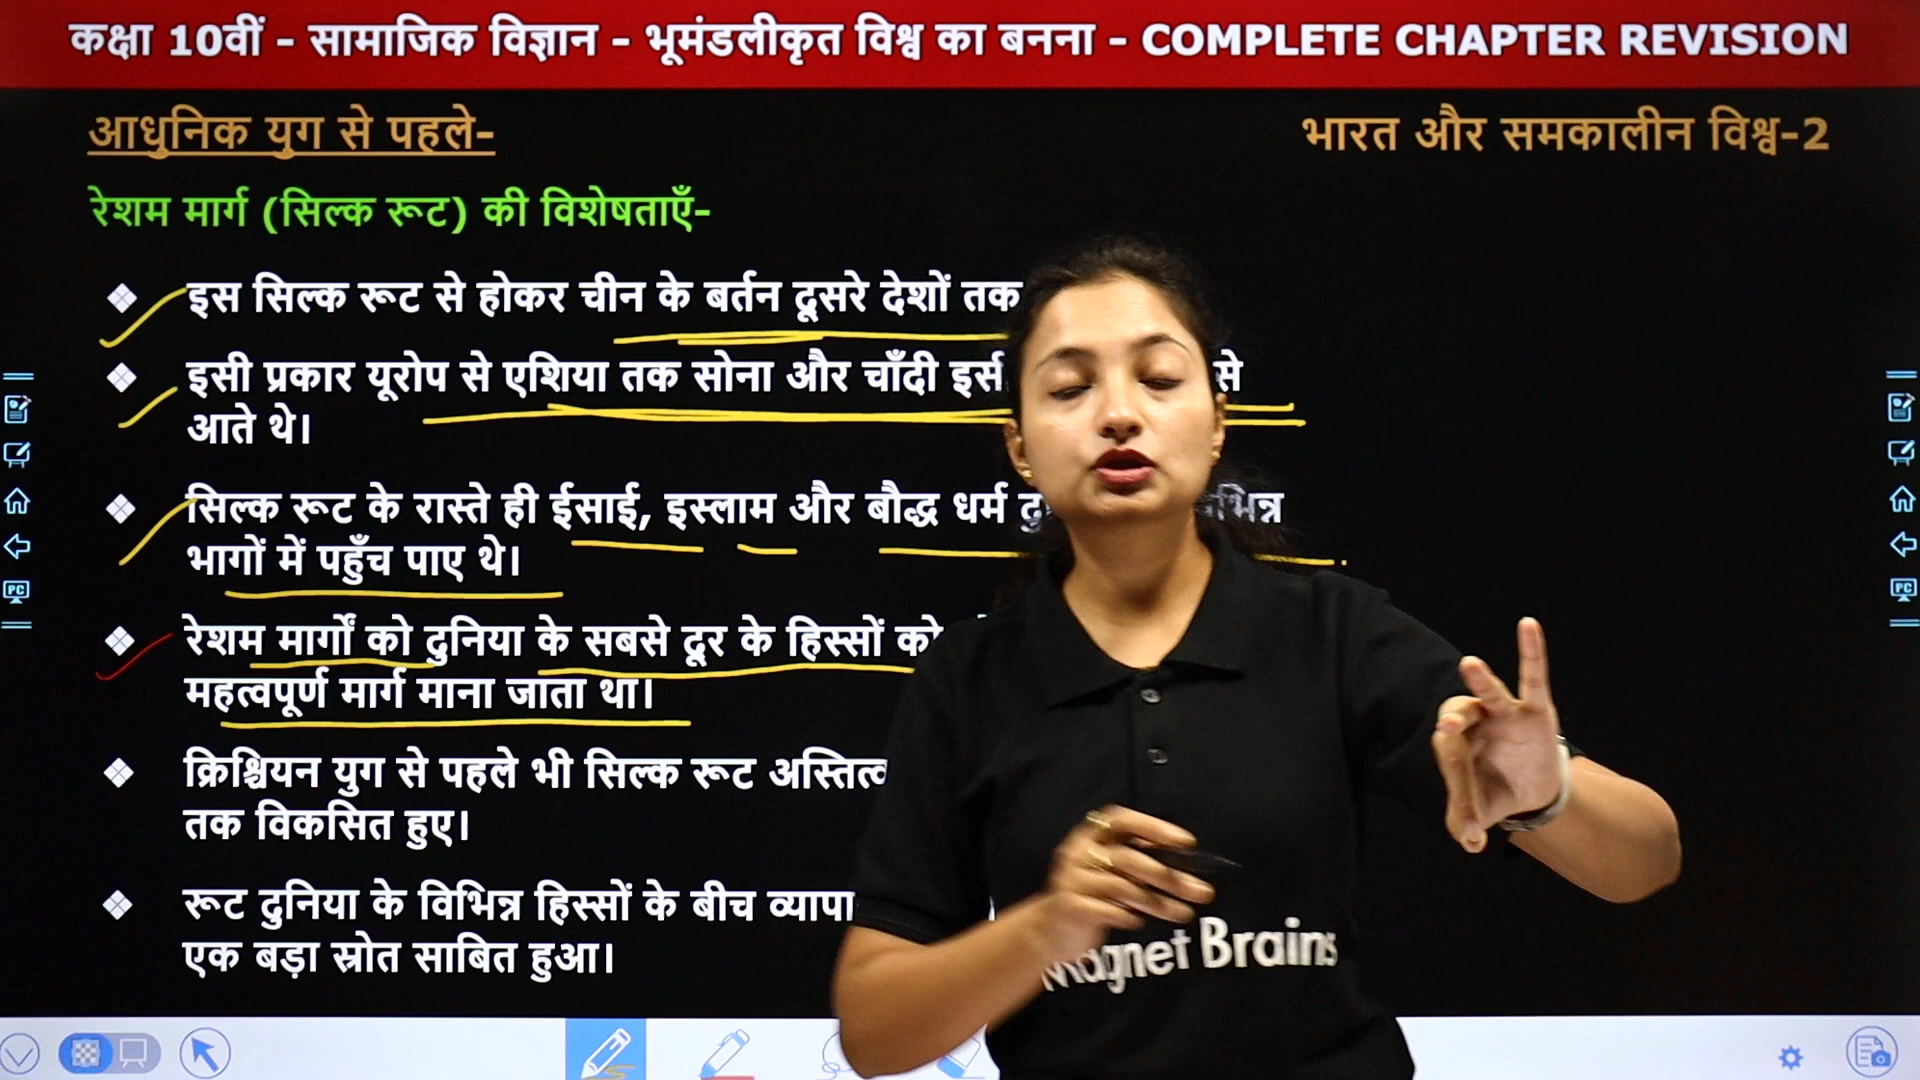 कक्षा 10वीं - सामाजिक विज्ञान - भूमंडलीकृत विश्व का बनना - COMPLETE CHAPTER REVISION
आधुनिक युग से पहले-
भारत और समकालीन विश्व-2
रेशम मार्ग (सिल्क रूट) की विशेषताएँ-
इस सिल्क रूट से होकर चीन के बर्तन दूसरे देशों तक
इसी प्रकार यूरोप से एशिया तक सोना और चाँदी से
आते थे।
सिल्क रूट के रास्ते ही ईसाई, इस्लाम और बौद्ध धर्म
भागों में पहुँच पाए थे।
रेशम मार्गों को दुनिया के सबसे दूर के हिस्सों को
महत्वपूर्ण मार्ग माना जाता था।
क्रिश्चियन युग से पहले भी सिल्क रूट
तक विकसित हुए।
रूट दुनिया के विभिन्न हिस्सों के बीच
एक बड़ा स्रोत साबित हुआ।
Magnet Brains
PC
PC